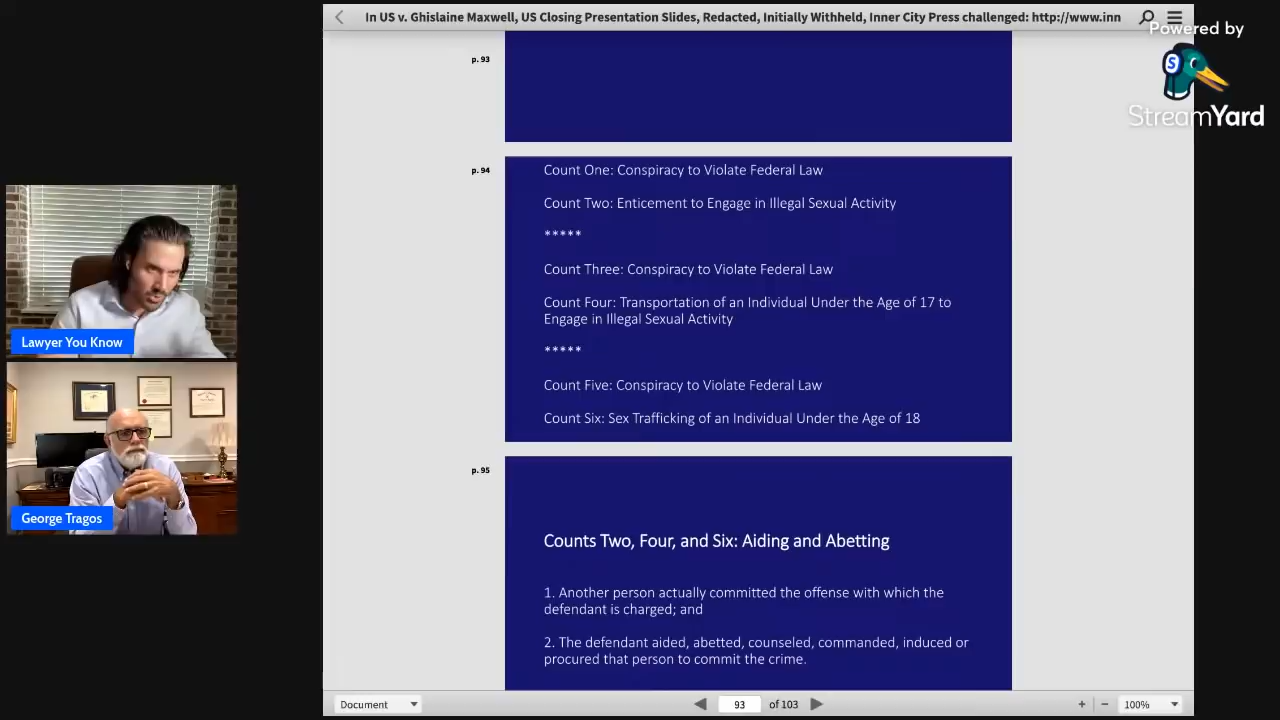 In US v. Ghislaine Maxwell, US Closing Presentation Slides, Redacted, Initially Withheld, Inner City Press challenged: http://www.inn
Powered by
StreamYard
S
p. 93
p. 94
Count One: Conspiracy to Violate Federal Law
Count Two: Enticement to Engage in Illegal Sexual Activity
*****
Count Three: Conspiracy to Violate Federal Law
Count Four: Transportation of an Individual Under the Age of 17 to
Engage in Illegal Sexual Activity
*****
Count Five: Conspiracy to Violate Federal Law
Count Six: Sex Trafficking of an Individual Under the Age of 18
Lawyer You Know
George Tragos
p. 95
Counts Two, Four, and Six: Aiding and Abetting
1. Another person actually committed the offense with which the
defendant is charged; and
2. The defendant aided, abetted, counseled, commanded, induced or
procured that person to commit the crime.
Document
93
of 103
+
−
100%